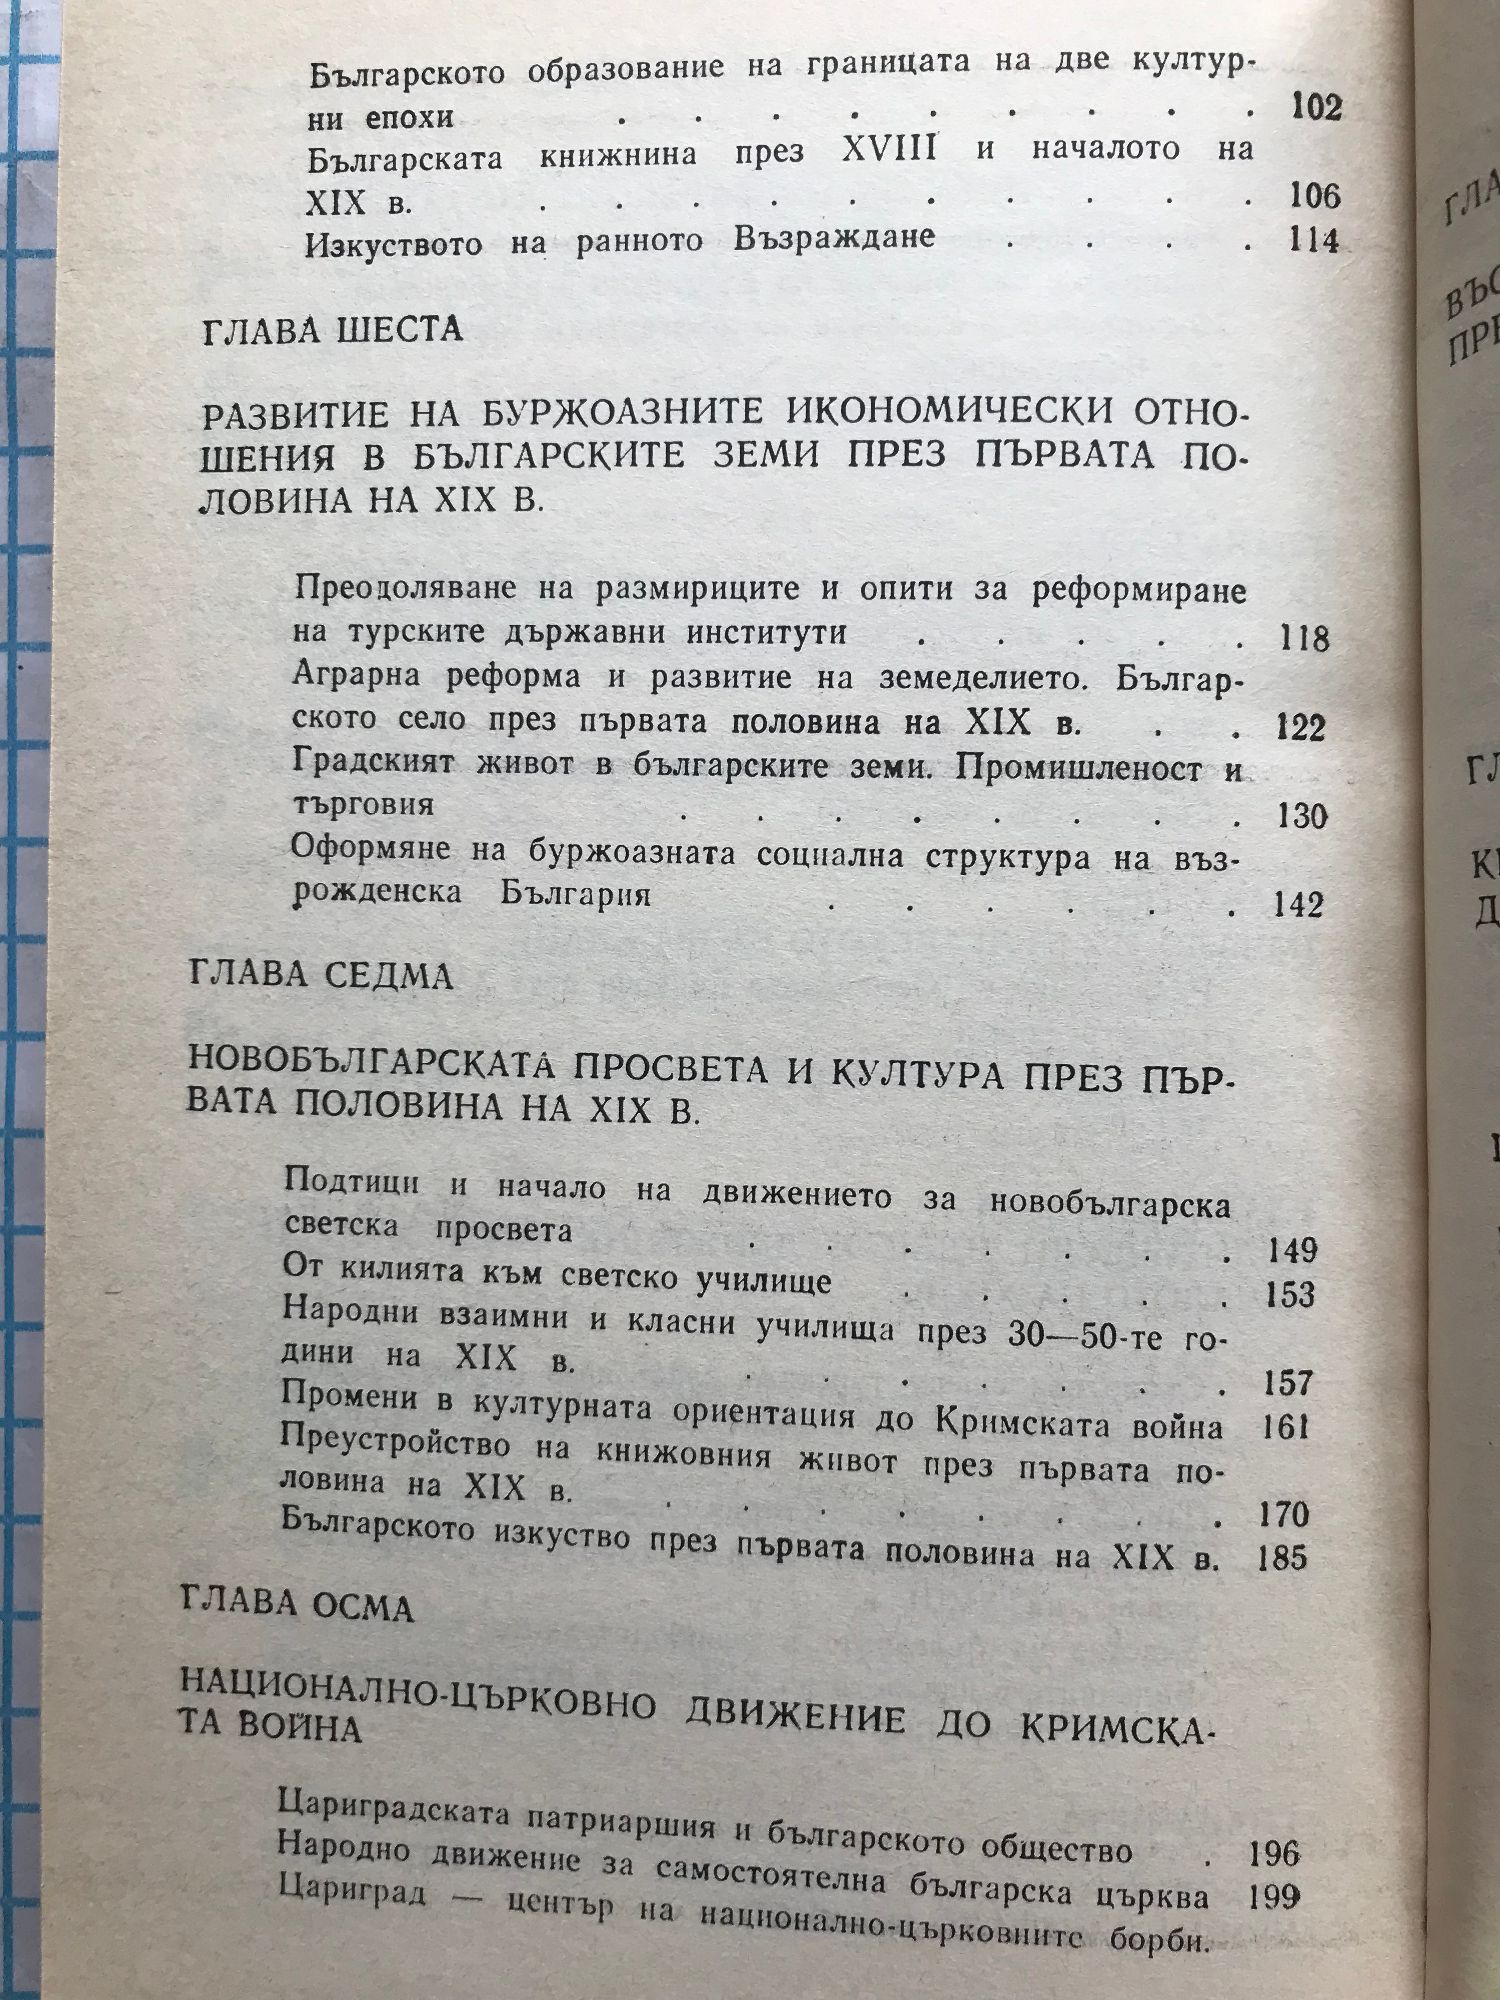 Българското образование на границата на две култур-
ни епохи . . . . . . . . . 102
Българската книжнина през XVIII и началото на
XIX в. . . . . . . . . . . 106
Изкуството на ранното Възраждане . . . . 114
ГЛАВА ШЕСТА
РАЗВИТИЕ НА БУРЖОАЗНИТЕ ИКОНОМИЧЕСКИ ОТНО-
ШЕНИЯ В БЪЛГАРСКИТЕ ЗЕМИ ПРЕЗ ПЪРВАТА ПО-
ЛОВИНА НА XIX В.
Преодоляване на размириците и опити за реформиране
на турските държавни институти . . . . . 118
Аграрна реформа и развитие на земеделието. Българ-
ското село през първата половина на XIX в. . . 122
Градският живот в българските земи. Промишленост и
търговия . . . . . . . . 130
Оформяне на буржоазната социална структура на въз-
рожденска България . . . . . . 142
ГЛАВА СЕДМА
НОВОБЪЛГАРСКАТА ПРОСВЕТА И КУЛТУРА ПРЕЗ ПЪР-
ВАТА ПОЛОВИНА НА XIX В.
Подтици и начало на движението за новобългарска
светска просвета . . . . . . . 149
От килията към светско училище . . . . . 153
Народни взаимни и класни училища през 30—50-те го-
дини на XIX в. . . . . . . . 157
Промени в културната ориентация до Кримската война 161
Преустройство на книжовния живот през първата по-
ловина на XIX в. . . . . . . . . 170
Българското изкуство през първата половина на XIX в. 185
ГЛАВА ОСМА
НАЦИОНАЛНО-ЦЪРКОВНО ДВИЖЕНИЕ ДО КРИМСКА-
ТА ВОЙНА
Цариградската патриаршия и българското общество . 196
Народно движение за самостоятелна българска църква 199
Цариград — център на национално-църковните борби.